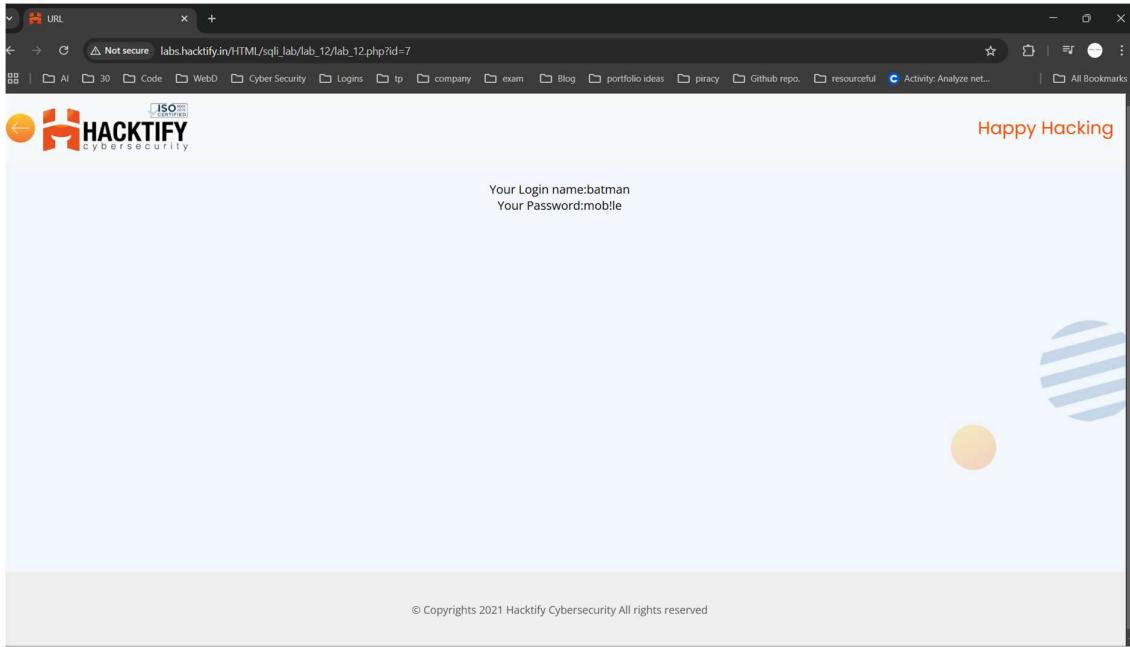 URL
Not secure labs.hacktify.in/HTML/sqli_lab/lab_12/lab_12.php?id=7
AI 30 Code WebD Cyber Security Logins tp company exam Blog portfolio ideas piracy Github repo. resourceful Activity: Analyze net... All Bookmarks
ISO
CERTIFIED
HACKTIFY
cybersecurity
Happy Hacking
Your Login name:batman
Your Password:mob!le
© Copyrights 2021 Hacktify Cybersecurity All rights reserved